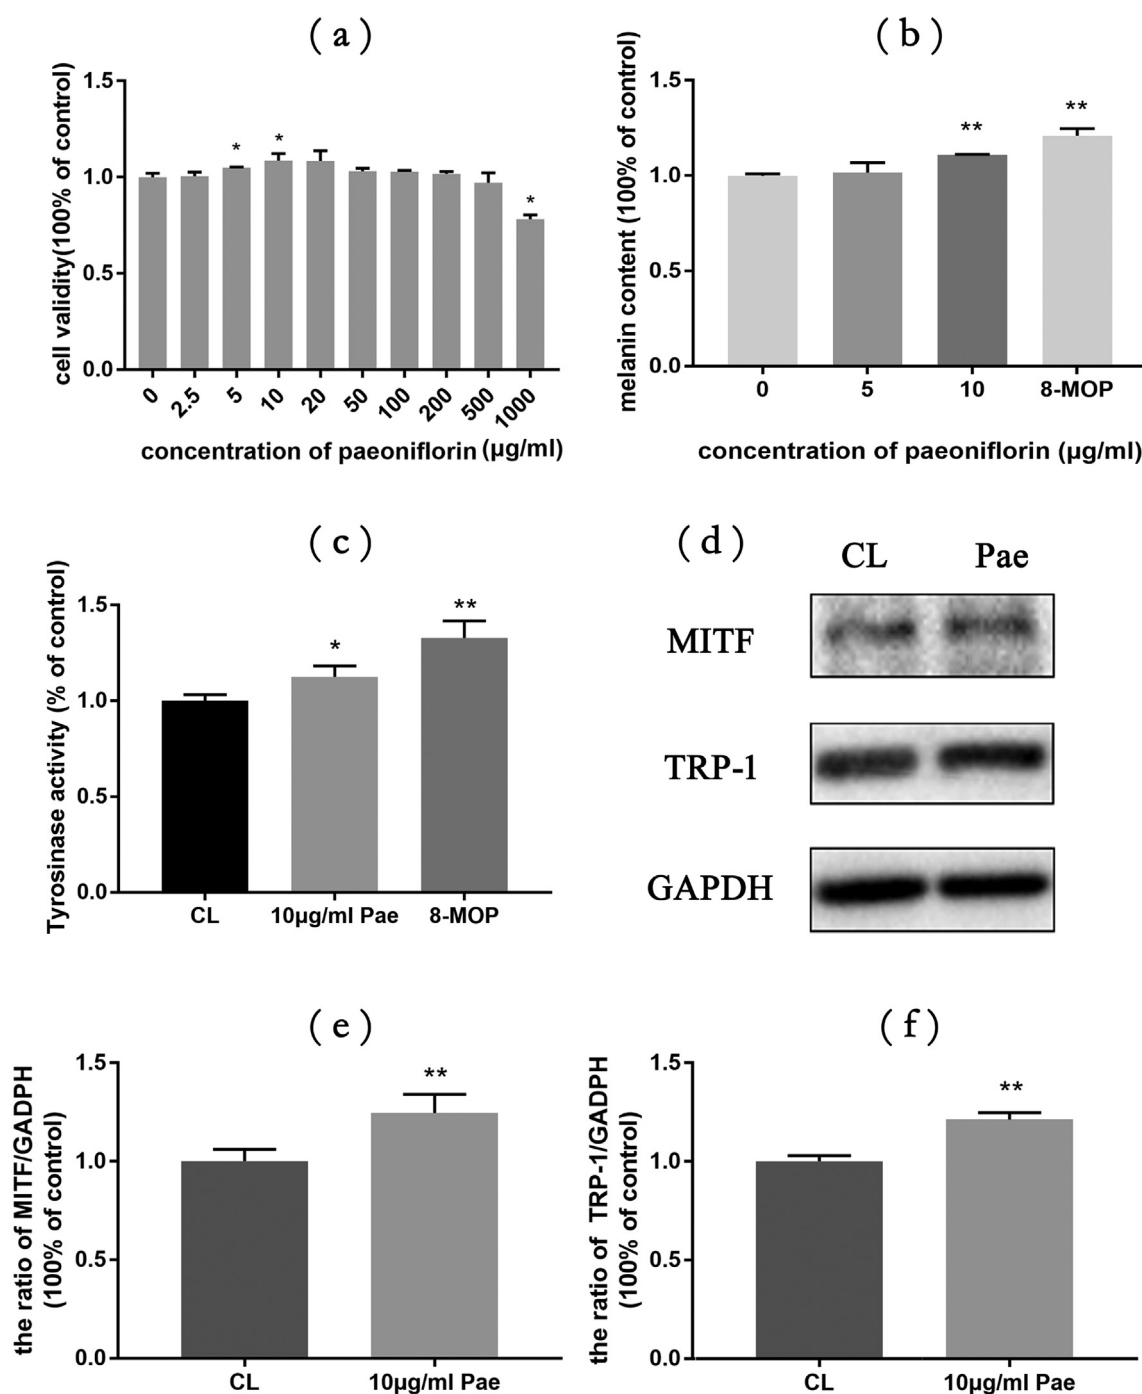 ( a )
cell validity(100% of control)
1.5
1.0
0.5
0.0
* * *
0 2.5 5 10 20 50 100 200 500 1000
concentration of paeoniflorin (μg/ml)
( b )
melanin content (100% of control)
1.5
1.0
0.5
0.0
** **
0 5 10 8-MOP
concentration of paeoniflorin (μg/ml)
( c )
Tyrosinase activity (% of control)
1.5
1.0
0.5
0.0
* **
CL 10μg/ml Pae 8-MOP
( d )
CL Pae
MITF
TRP-1
GAPDH
( e )
the ratio of MITF/GADPH
(100% of control)
1.5
1.0
0.5
0.0
**
CL 10μg/ml Pae
( f )
the ratio of TRP-1/GADPH
(100% of control)
1.5
1.0
0.5
0.0
**
CL 10μg/ml Pae